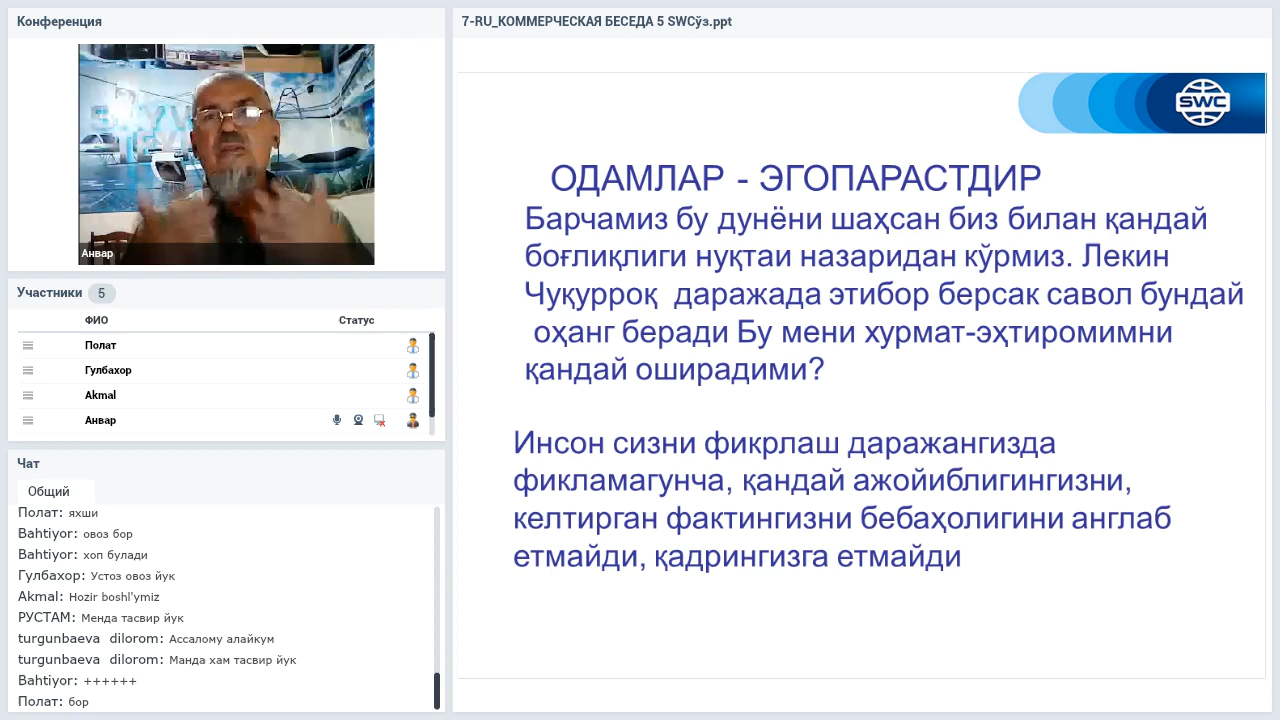 Конференция
Анвар
Участники 5
ФИО Статус
Полат
Гулбахор
Akmal
Анвар
Чат
Общий
Полат: яхши
Bahtiyor: овоз бор
Bahtiyor: хоп булади
Гулбахор: Устоз овоз йук
Akmal: Hozir boshl'ymiz
РУСТАМ: Менда тасвир йук
turgunbaeva dilorom: Ассалому алайкум
turgunbaeva dilorom: Манда хам тасвир йук
Bahtiyor: ++++++
Полат: бор
7-RU_КОММЕРЧЕСКАЯ БЕСЕДА 5 SWCўз.ppt
SWC
ОДАМЛАР - ЭГОПАРАСТДИР
Барчамиз бу дунёни шаҳсан биз билан қандай
боғлиқлиги нуқтаи назаридан кўрмиз. Лекин
Чуқурроқ даражада этибор берсак савол бундай
оҳанг беради Бу мени хурмат-эҳтиромимни
қандай оширадими?
Инсон сизни фикрлаш даражангизда
фикламагунча, қандай ажойиблигингизни,
келтирган фактингизни бебаҳолигини англаб
етмайди, қадрингизга етмайди